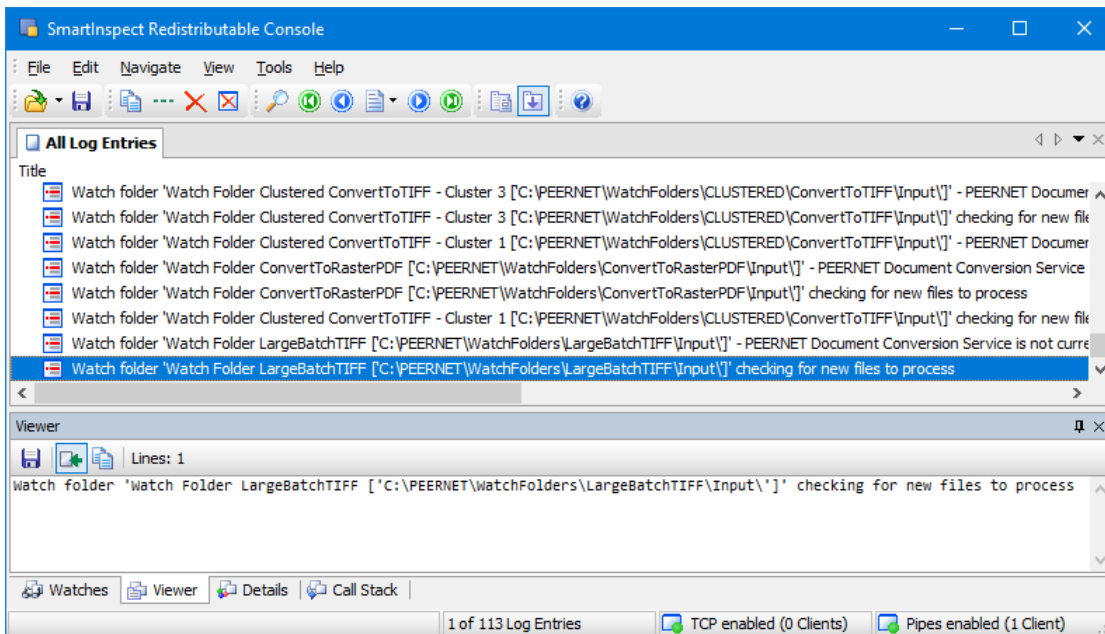 SmartInspect Redistributable Console
File Edit Navigate View Tools Help
All Log Entries
Title
Watch folder 'Watch Folder Clustered ConvertToTIFF - Cluster 3 ['C:\PEERNET\WatchFolders\CLUSTERED\ConvertToTIFF\Input\']' - PEERNET Documer
Watch folder 'Watch Folder Clustered ConvertToTIFF - Cluster 3 ['C:\PEERNET\WatchFolders\CLUSTERED\ConvertToTIFF\Input\']' checking for new file
Watch folder 'Watch Folder Clustered ConvertToTIFF - Cluster 1 ['C:\PEERNET\WatchFolders\CLUSTERED\ConvertToTIFF\Input\']' - PEERNET Documer
Watch folder 'Watch Folder ConvertToRasterPDF ['C:\PEERNET\WatchFolders\ConvertToRasterPDF\Input\']' - PEERNET Document Conversion Service
Watch folder 'Watch Folder ConvertToRasterPDF ['C:\PEERNET\WatchFolders\ConvertToRasterPDF\Input\']' checking for new files to process
Watch folder 'Watch Folder Clustered ConvertToTIFF - Cluster 1 ['C:\PEERNET\WatchFolders\CLUSTERED\ConvertToTIFF\Input\']' checking for new file
Watch folder 'Watch Folder LargeBatchTIFF ['C:\PEERNET\WatchFolders\LargeBatchTIFF\Input\']' - PEERNET Document Conversion Service is not curre
Watch folder 'Watch Folder LargeBatchTIFF ['C:\PEERNET\WatchFolders\LargeBatchTIFF\Input\']' checking for new files to process
Viewer
Lines: 1
Watch folder 'Watch Folder LargeBatchTIFF ['C:\PEERNET\WatchFolders\LargeBatchTIFF\Input\']' checking for new files to process
Watches Viewer Details Call Stack
1 of 113 Log Entries TCP enabled (0 Clients) Pipes enabled (1 Client)